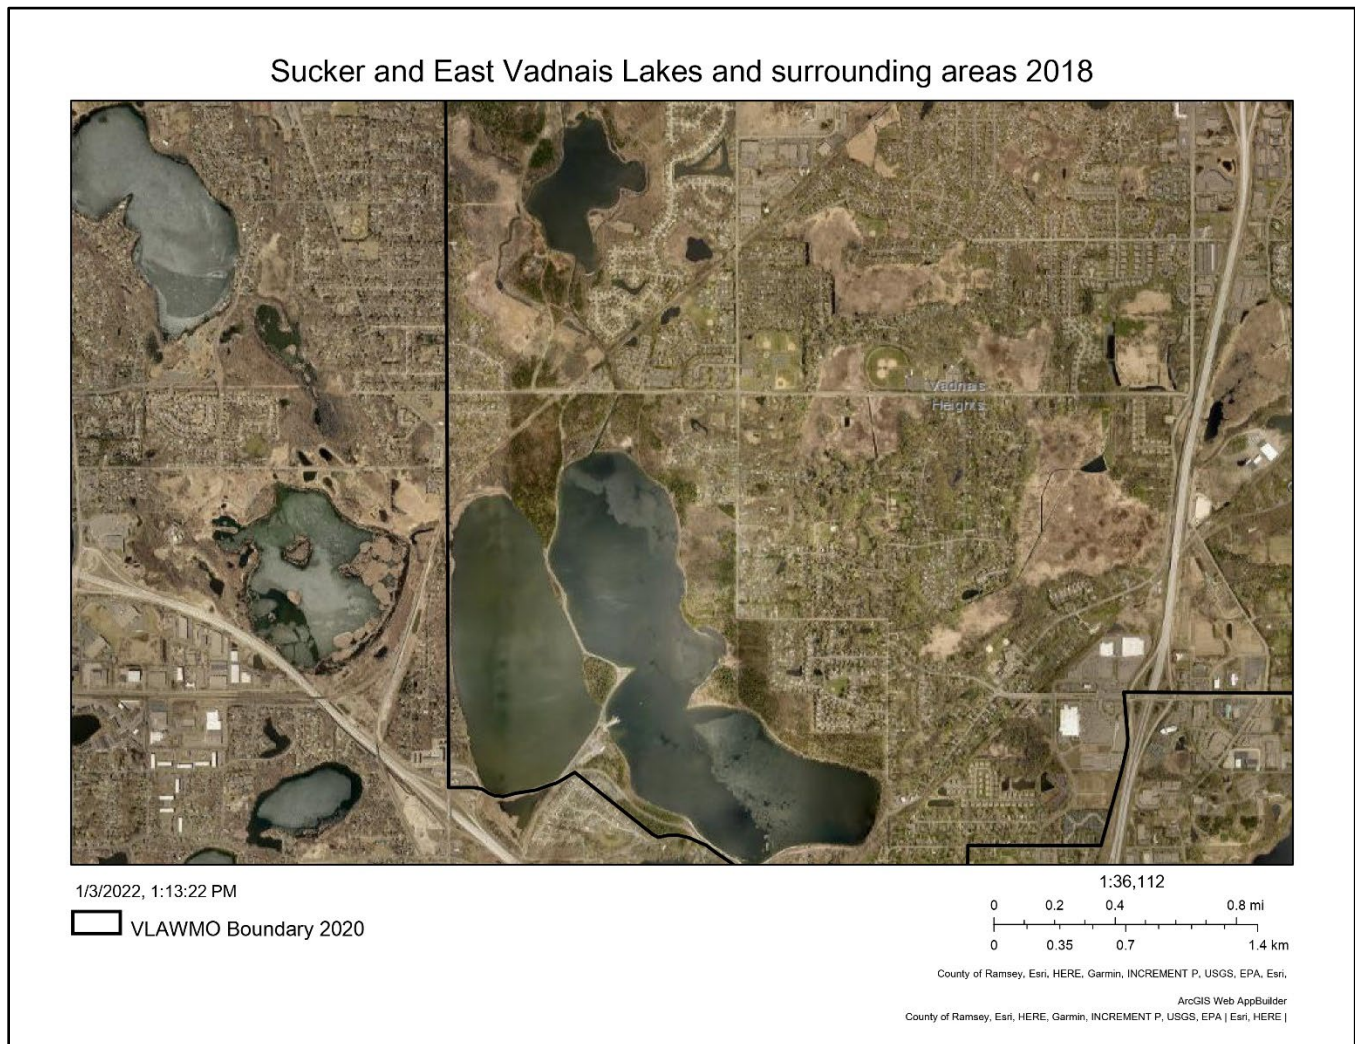 Sucker and East Vadnais Lakes and surrounding areas 2018
Vadnais
Heights
1/3/2022, 1:13:22 PM
VLAWMO Boundary 2020
1:36,112
0 0.2 0.4 0.8 mi
0 0.35 0.7 1.4 km
County of Ramsey, Esri, HERE, Garmin, INCREMENT P, USGS, EPA, Esri,
ArcGIS Web AppBuilder
County of Ramsey, Esri, HERE, Garmin, INCREMENT P, USGS, EPA | Esri, HERE |